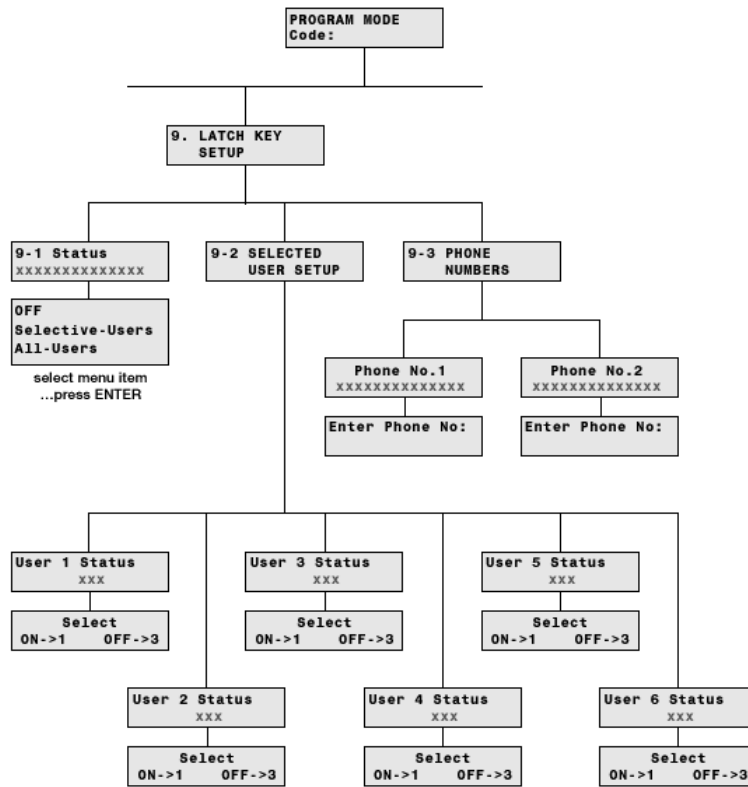 PROGRAM MODE
Code:
9. LATCH KEY
SETUP
9-1 Status
xxxxxxxxxxxxxx
OFF
Selective-Users
All-Users
select menu item
...press ENTER
9-2 SELECTED
USER SETUP
9-3 PHONE
NUMBERS
Phone No.1
xxxxxxxxxxxxxx
Enter Phone No:
Phone No.2
xxxxxxxxxxxxxx
Enter Phone No:
User 1 Status
xxx
Select
ON->1 OFF->3
User 3 Status
xxx
Select
ON->1 OFF->3
User 5 Status
xxx
Select
ON->1 OFF->3
User 2 Status
xxx
Select
ON->1 OFF->3
User 4 Status
xxx
Select
ON->1 OFF->3
User 6 Status
xxx
Select
ON->1 OFF->3